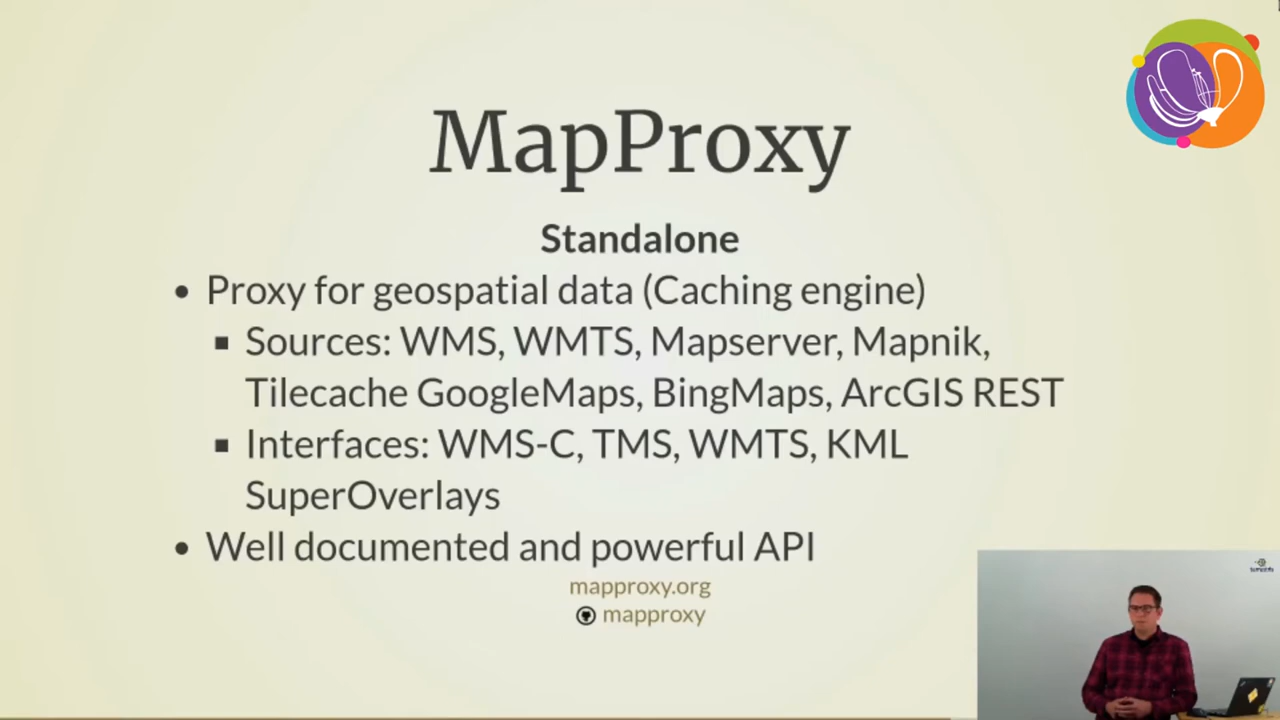 MapProxy
Standalone
• Proxy for geospatial data (Caching engine)
▪ Sources: WMS, WMTS, Mapserver, Mapnik,
Tilecache GoogleMaps, BingMaps, ArcGIS REST
▪ Interfaces: WMS-C, TMS, WMTS, KML
SuperOverlays
• Well documented and powerful API
mapproxy.org
mapproxy